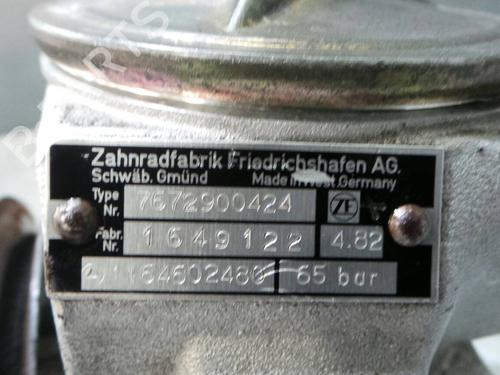 Zahnradfabrik Friedrichshafen AG.
Schwäb. Gmünd Made in West Germany
Type Nr. 7672900424 ZF
Fabr. Nr. 1649122 4.82
65 bar